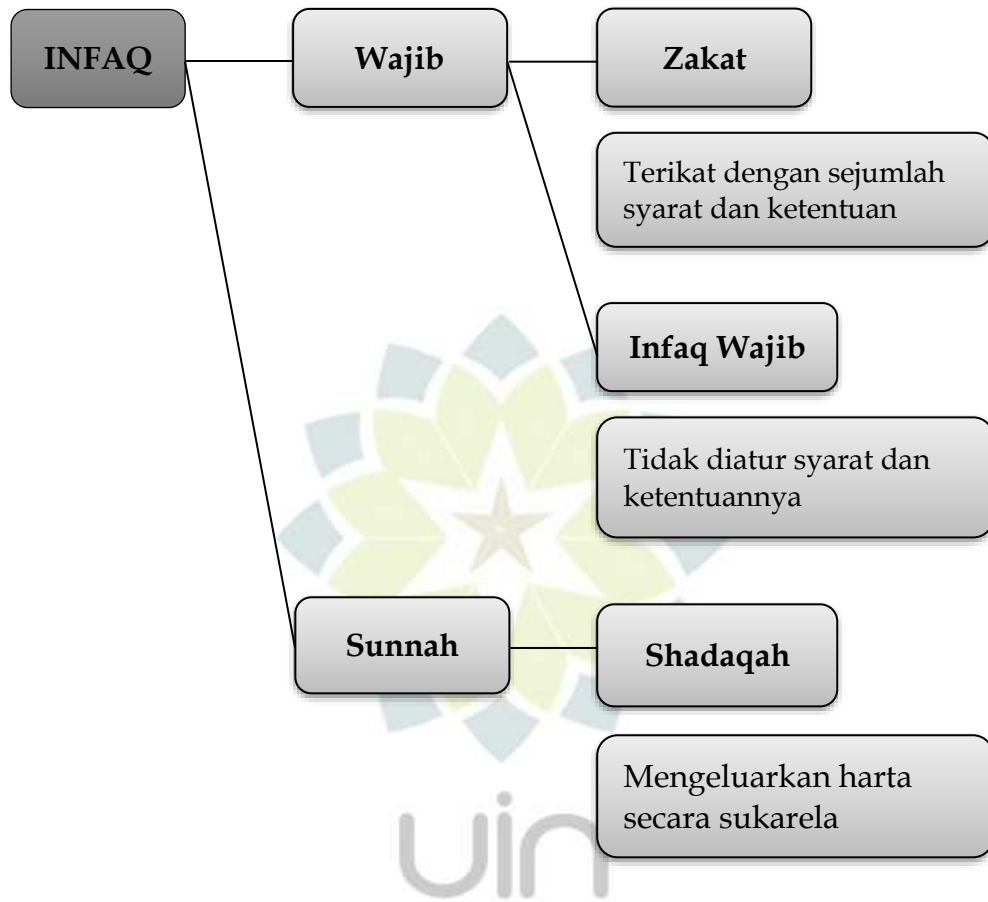 INFAQ
Wajib
Zakat
Terikat dengan sejumlah
syarat dan ketentuan
Infaq Wajib
Tidak diatur syarat dan
ketentuannya
Sunnah
Shadaqah
Mengeluarkan harta
secara sukarela
uin